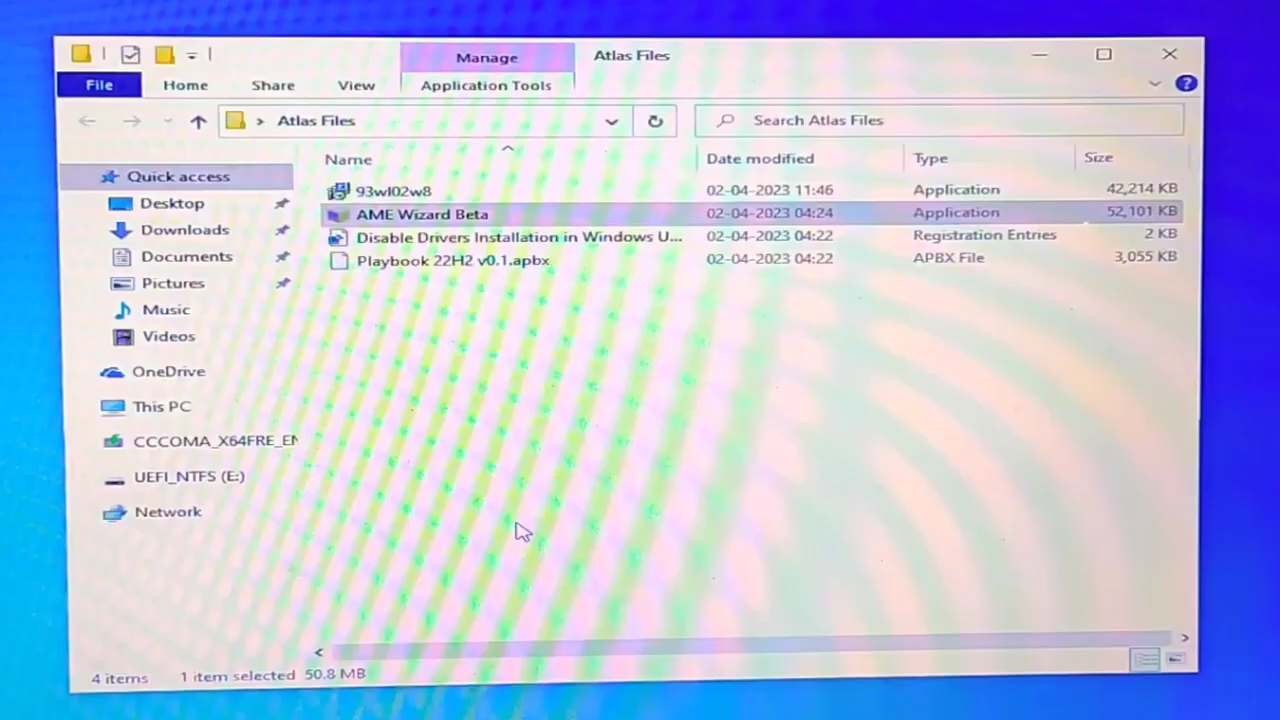 Manage
Atlas Files
File
Home
Share
View
Application Tools
Atlas Files
Search Atlas Files
Name
Date modified
Type
Size
Quick access
Desktop
Downloads
Documents
Pictures
Music
Videos
OneDrive
This PC
CCCOMA_X64FRE_EN
UEFI_NTFS (E:)
Network
93wl02w8 02-04-2023 11:46 Application 42,214 KB
AME Wizard Beta 02-04-2023 04:24 Application 52,101 KB
Disable Drivers Installation in Windows U... 02-04-2023 04:22 Registration Entries 2 KB
Playbook 22H2 v0.1.apbx 02-04-2023 04:22 APBX File 3,055 KB
4 items 1 item selected 50.8 MB